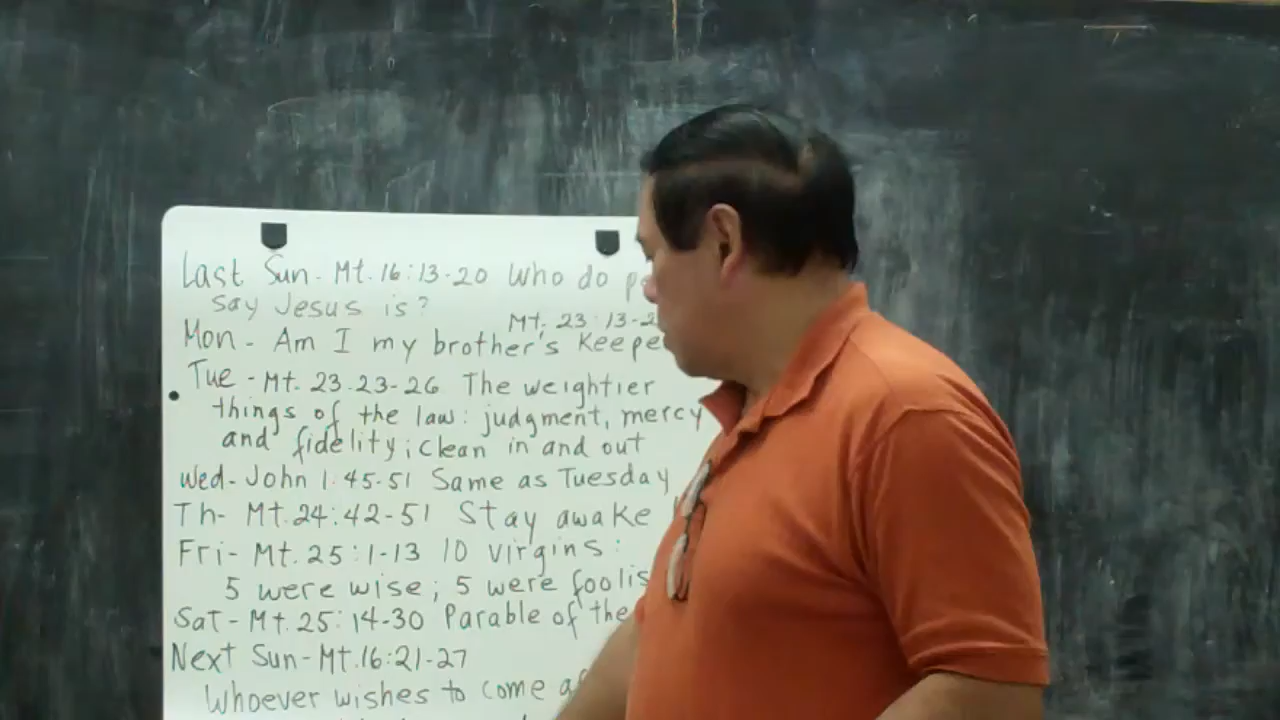 Last Sun - Mt. 16:13-20 Who do
say Jesus is?
Mt. 23:13-2
Mon - Am I my brother's Keepe
Tue - Mt. 23.23-26 The weightier
things of the law: judgment, mercy
and fidelity; clean in and out
Wed- John 1:45-51 Same as Tuesday
Th- Mt. 24:42-51 Stay awake
Fri- Mt. 25:1-13 10 virgins:
5 were wise; 5 were foolis
Sat - Mt. 25:14-30 Parable of the
Next Sun - Mt. 16:21-27
Whoever wishes to come